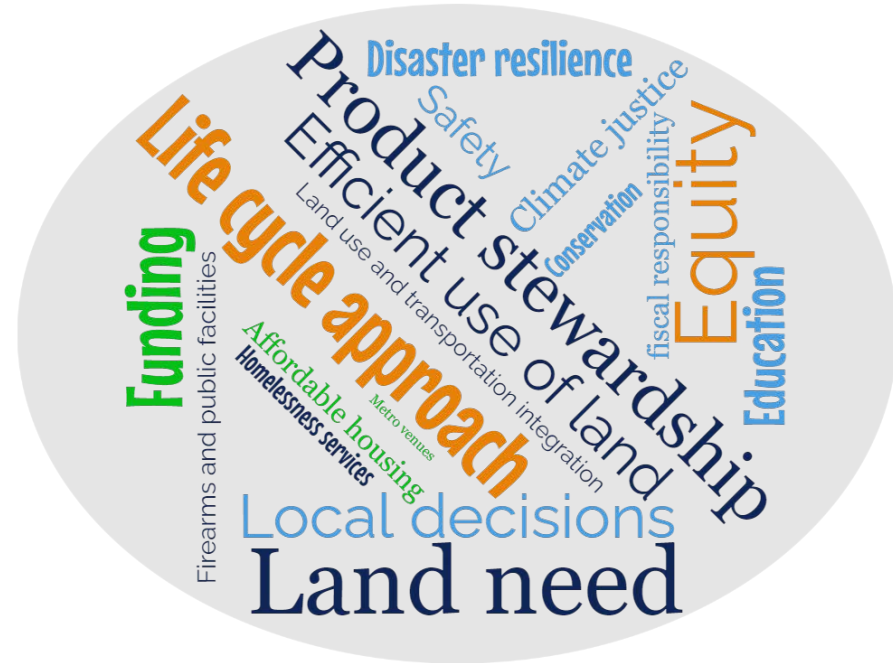 Disaster resilience
Product stewardship
Safety
Climate justice
Efficient use of land
Life cycle approach
Land use and transportation integration
Conservation
fiscal responsibility
Equity
Education
Funding
Firearms and public facilities
Affordable housing
Homelessness services
Metro venues
Local decisions
Land need